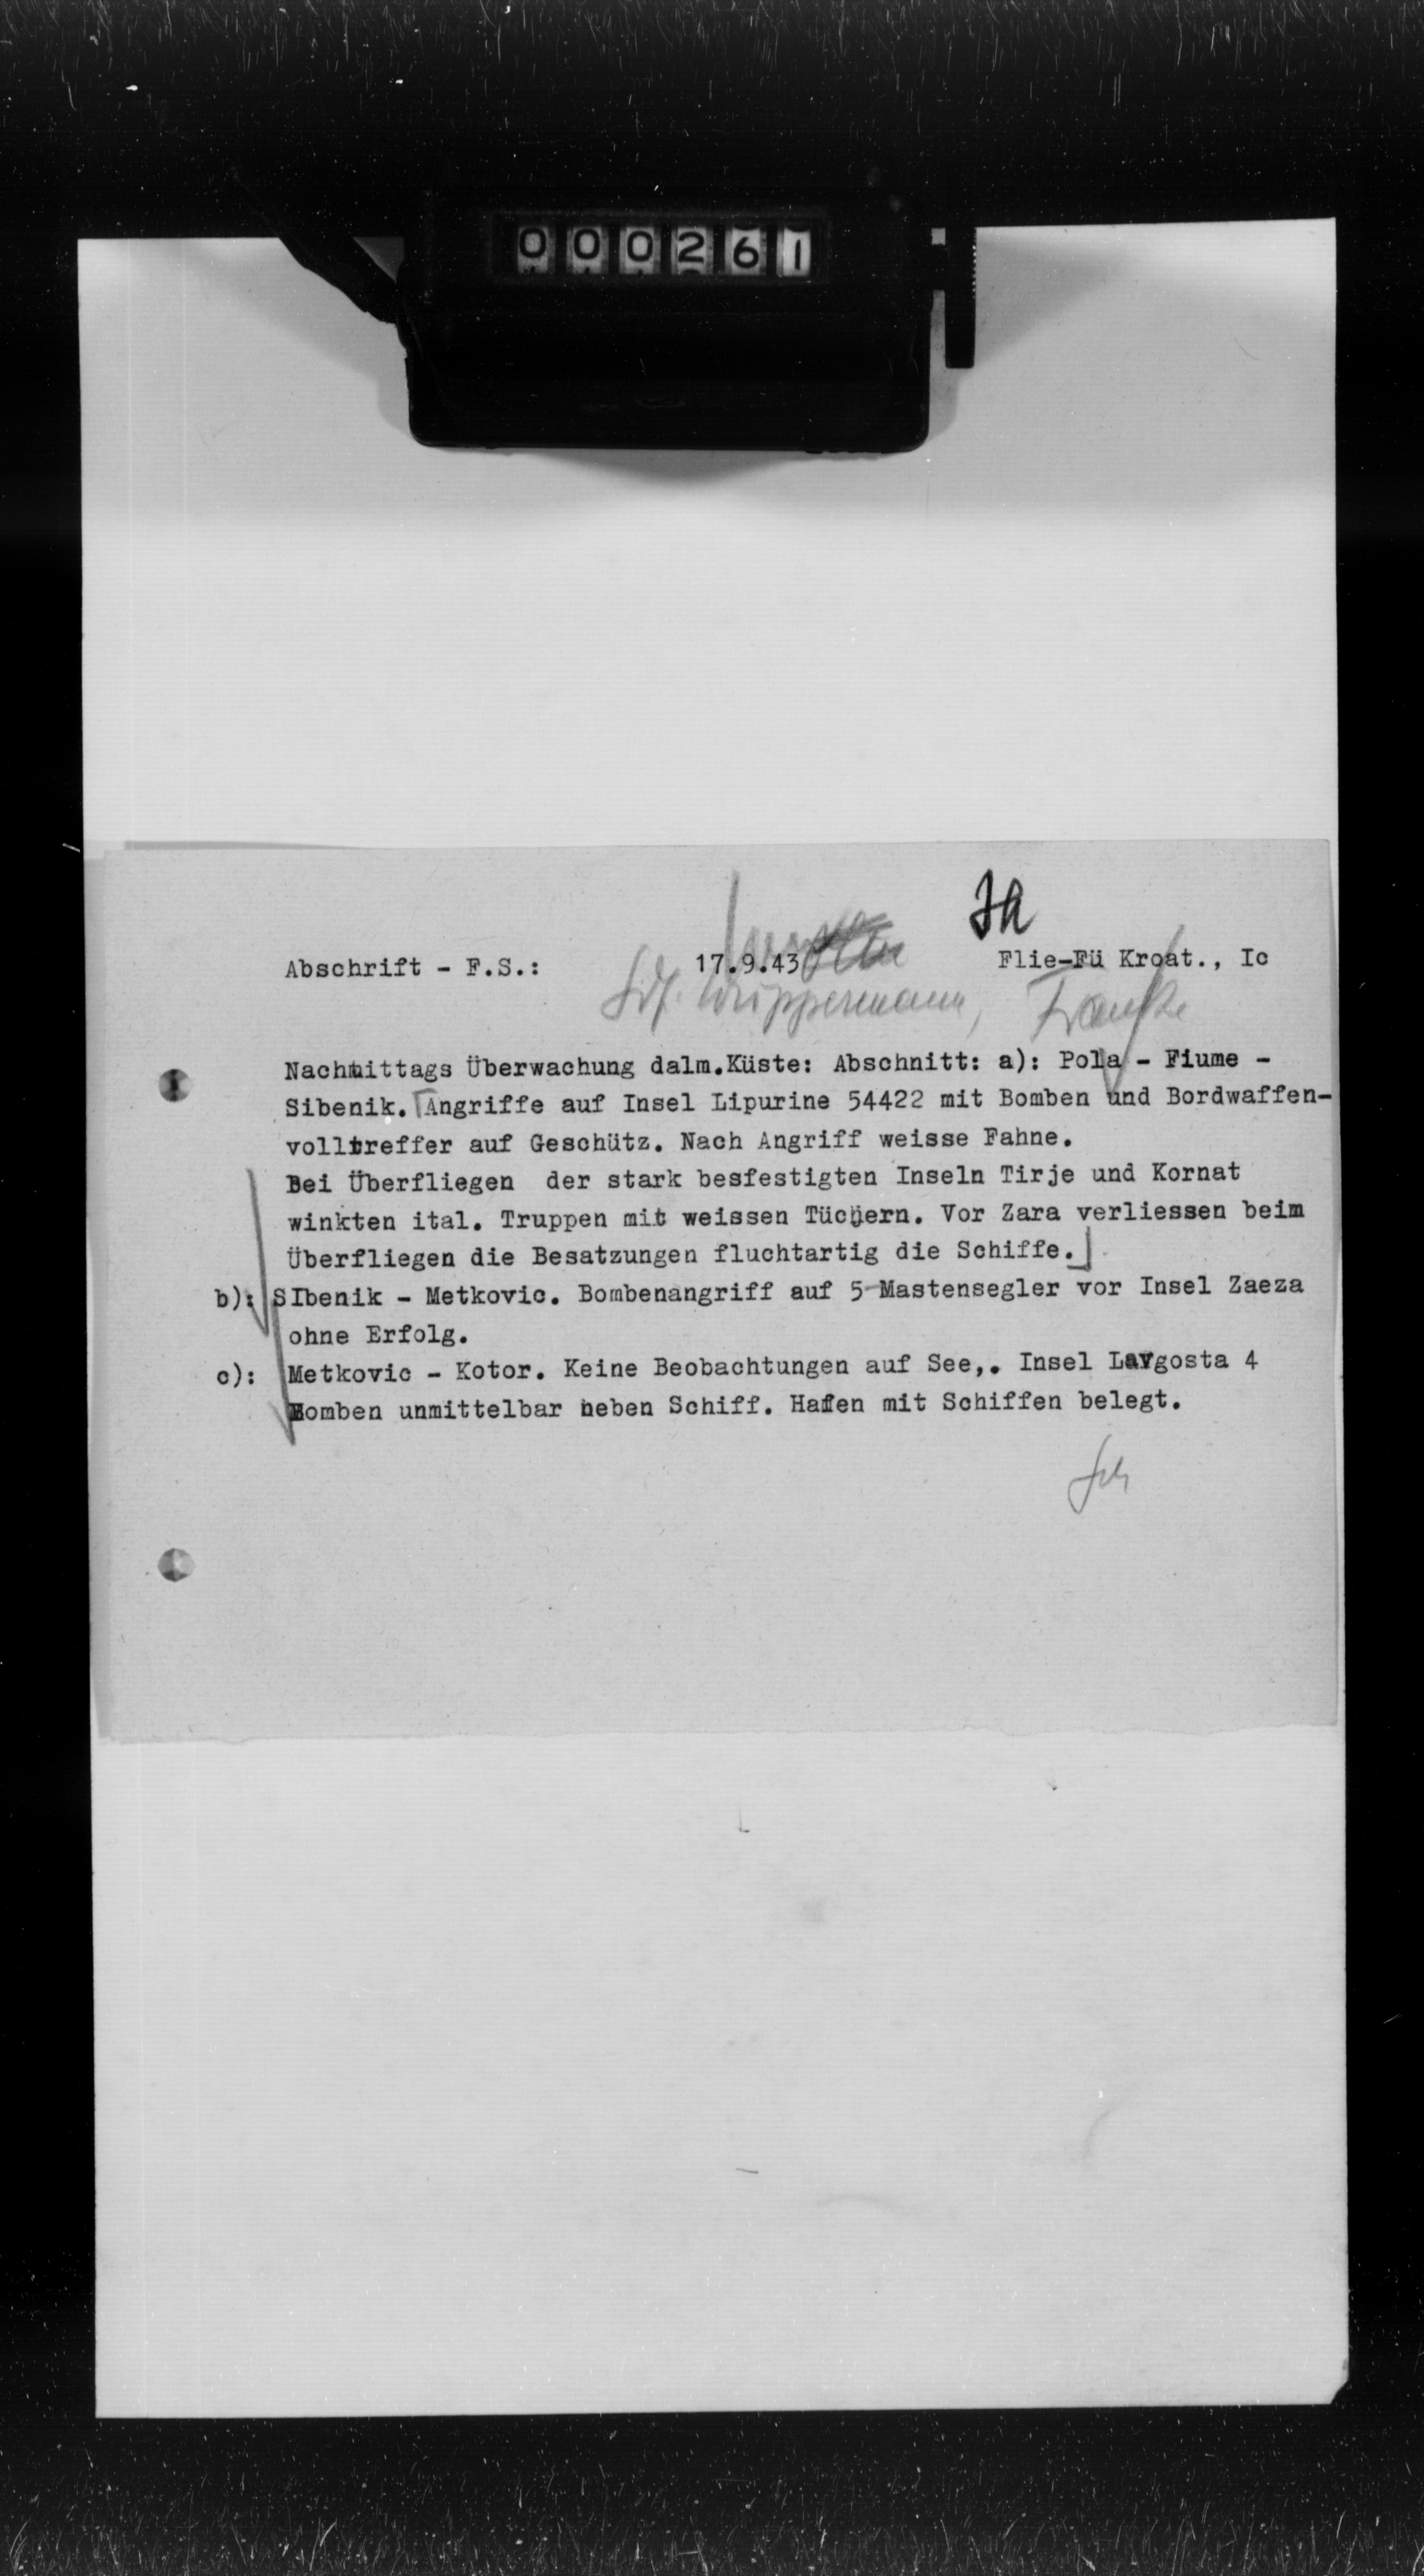 000261
Ia
Abschrift - F.S.: 17.9.43 Flie-Fü Kroat., Ic
Wuppermann, Franke
Nachmittags Überwachung dalm.Küste: Abschnitt: a): Pola - Fiume -
Sibenik. Angriffe auf Insel Lipurine 54422 mit Bomben und Bordwaffen-
volltreffer auf Geschütz. Nach Angriff weisse Fahne.
Bei Überfliegen der stark besfestigten Inseln Tirje und Kornat
winkten ital. Truppen mit weissen Tüchern. Vor Zara verliessen beim
Überfliegen die Besatzungen fluchtartig die Schiffe.
b): SIbenik - Metkovic. Bombenangriff auf 5 Mastensegler vor Insel Zaeza
ohne Erfolg.
c): Metkovic - Kotor. Keine Beobachtungen auf See,. Insel Lavgosta 4
Bomben unmittelbar neben Schiff. Hafen mit Schiffen belegt.